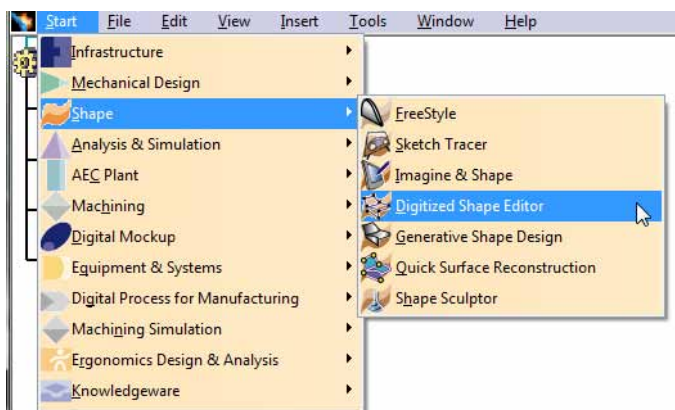 Start File Edit View Insert Tools Window Help
Infrastructure
Mechanical Design
Shape
Analysis & Simulation
AEC Plant
Machining
Digital Mockup
Equipment & Systems
Digital Process for Manufacturing
Machining Simulation
Ergonomics Design & Analysis
Knowledgeware
FreeStyle
Sketch Tracer
Imagine & Shape
Digitized Shape Editor
Generative Shape Design
Quick Surface Reconstruction
Shape Sculptor